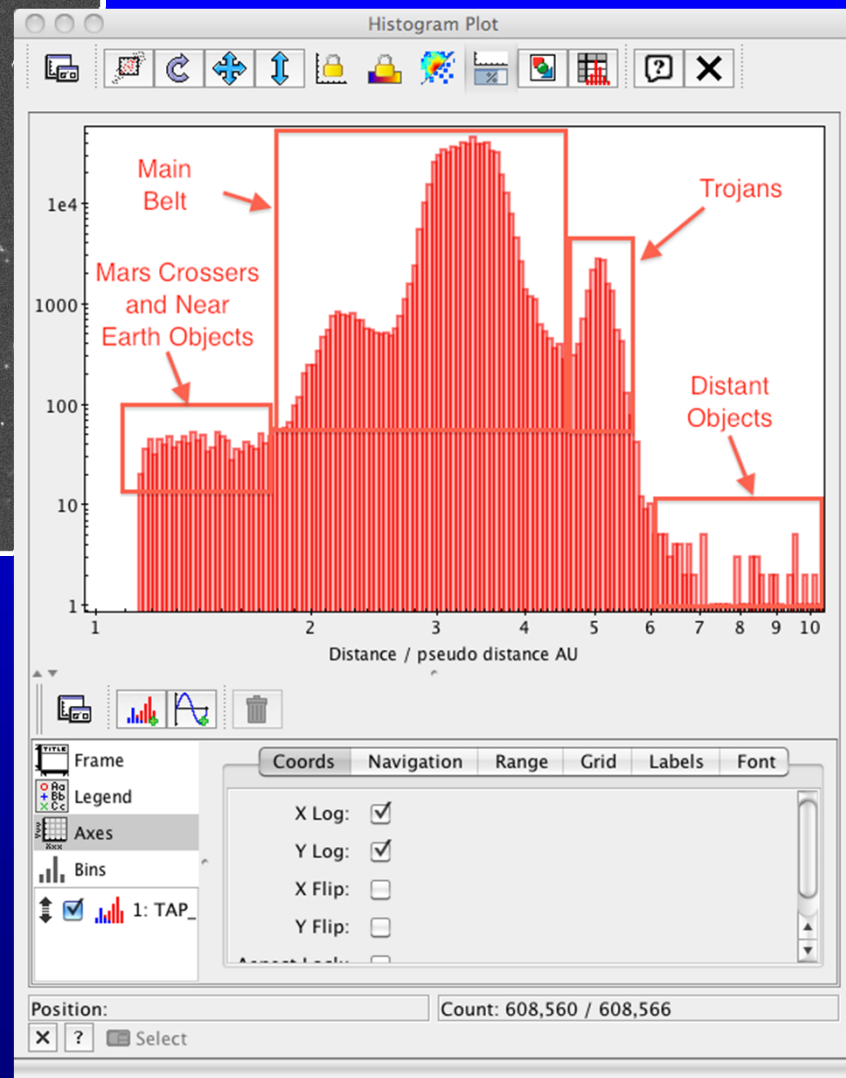 Histogram Plot
Main
Belt
Trojans
1e4
Mars Crossers
and Near
Earth Objects
1000
Distant
Objects
100
10
1
1 2 3 4 5 6 7 8 9 10
Distance / pseudo distance AU
Frame
Legend
Axes
Bins
1: TAP_
Coords Navigation Range Grid Labels Font
X Log:
Y Log:
X Flip:
Y Flip:
Position:
Count: 608,560 / 608,566
Select